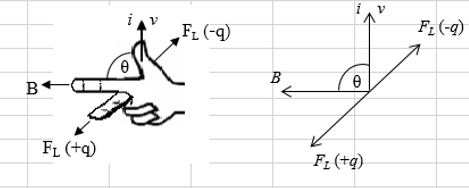 i v
F_L (-q)
θ
B
F_L (+q)
i v
F_L (-q)
B
θ
F_L (+q)